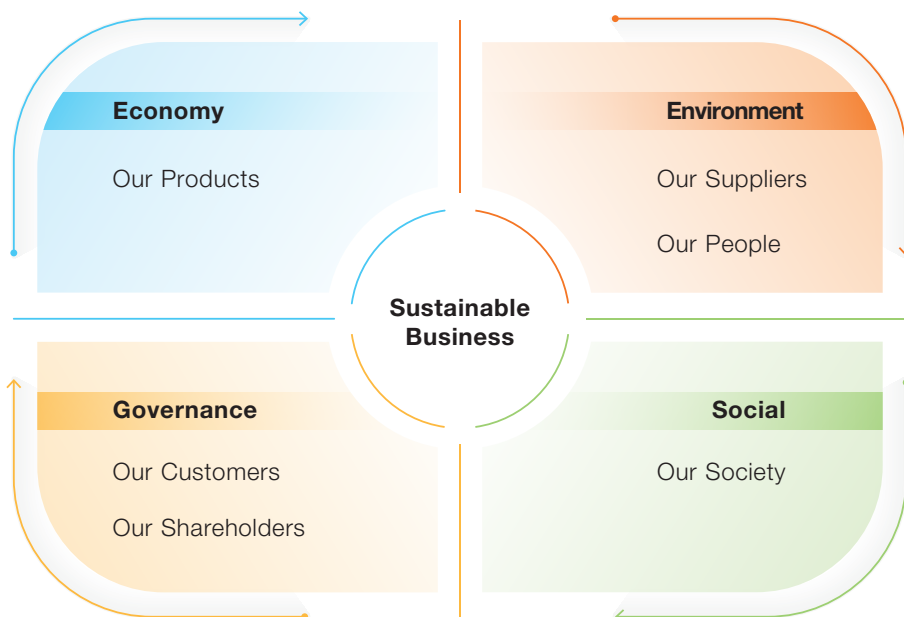 Economy
Our Products
Environment
Our Suppliers
Our People
Sustainable
Business
Governance
Our Customers
Our Shareholders
Social
Our Society